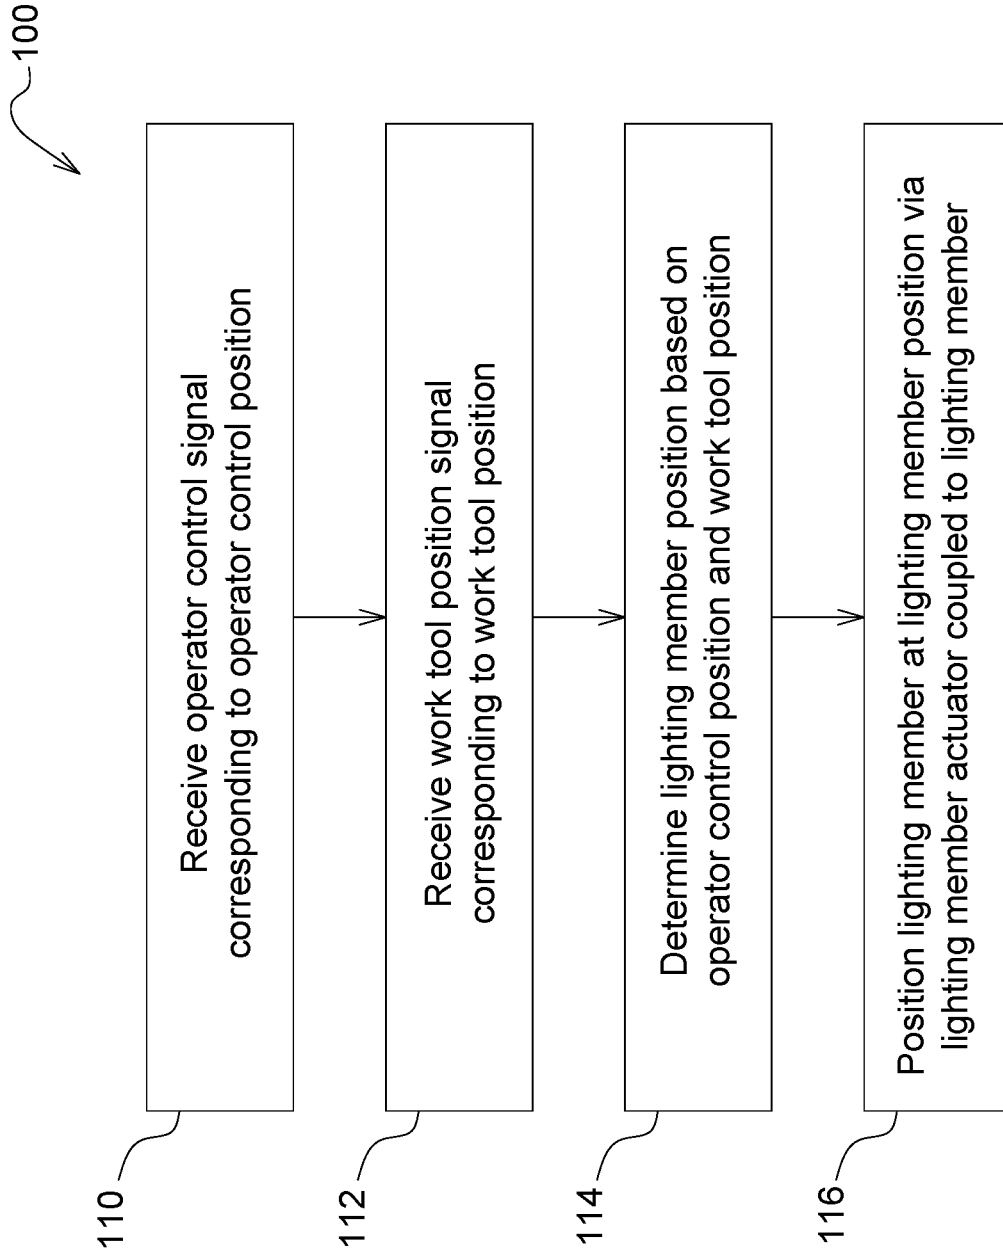 100
110
Receive operator control signal
corresponding to operator control position
112
Receive work tool position signal
corresponding to work tool position
114
Determine lighting member position based on
operator control position and work tool position
116
Position lighting member at lighting member position via
lighting member actuator coupled to lighting member